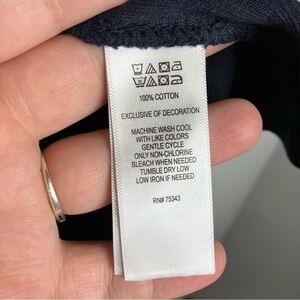 100% COTTON
EXCLUSIVE OF DECORATION
MACHINE WASH COOL
WITH LIKE COLORS
GENTLE CYCLE
ONLY NON-CHLORINE
BLEACH WHEN NEEDED
TUMBLE DRY LOW
LOW IRON IF NEEDED
RN# 75343